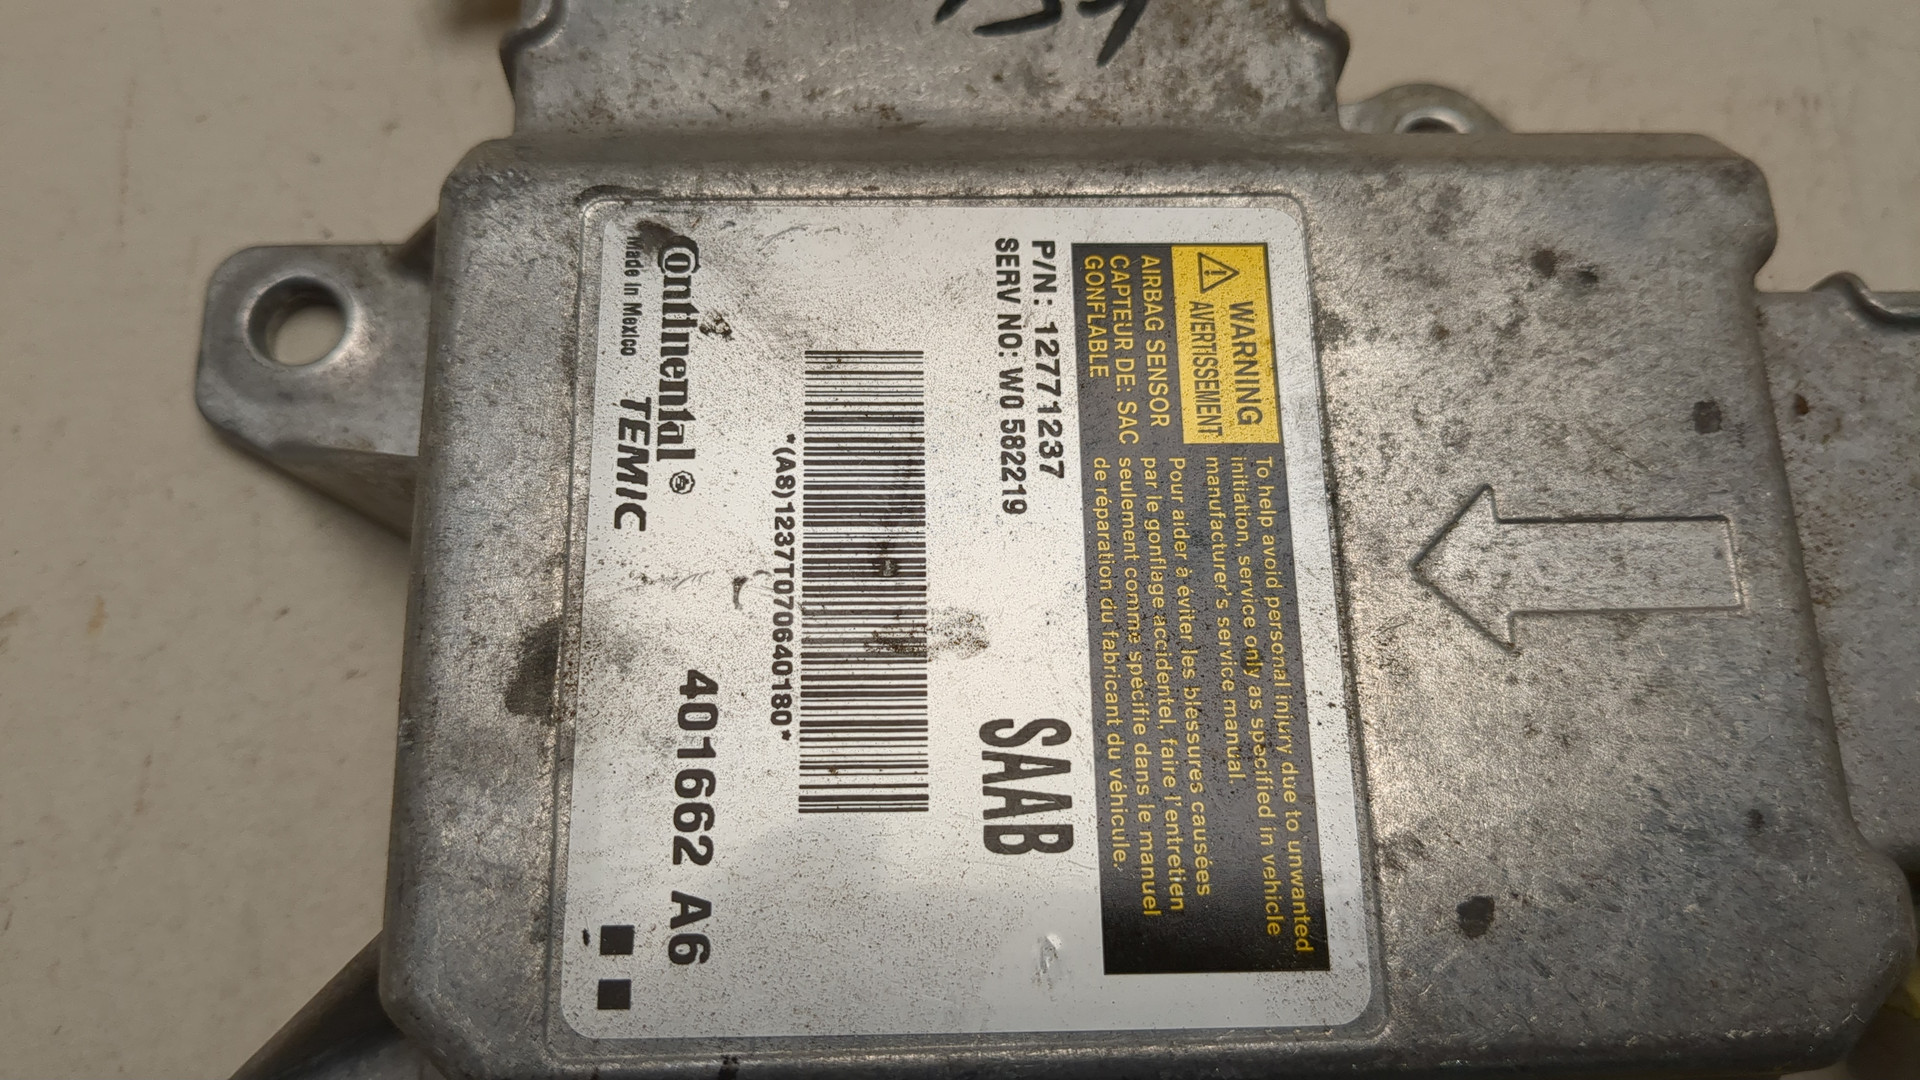 WARNING
AVERTISSEMENT
AIRBAG SENSOR
CAPTEUR DE: SAC
GONFLABLE
To help avoid personal injury due to unwanted
initiation, service only as specified in vehicle
manufacturer's service manual.
Pour aider à éviter les blessures causées
par le gonflage accidentel, faire l'entretien
seulement comme spécifie dans le manuel
de réparation du fabricant du véhicule.
P/N: 12771237
SERV NO: W0 582219
SAAB
*(A8)1237T070640180*
Continental
Made in Mexico TEMIC
401662 A6